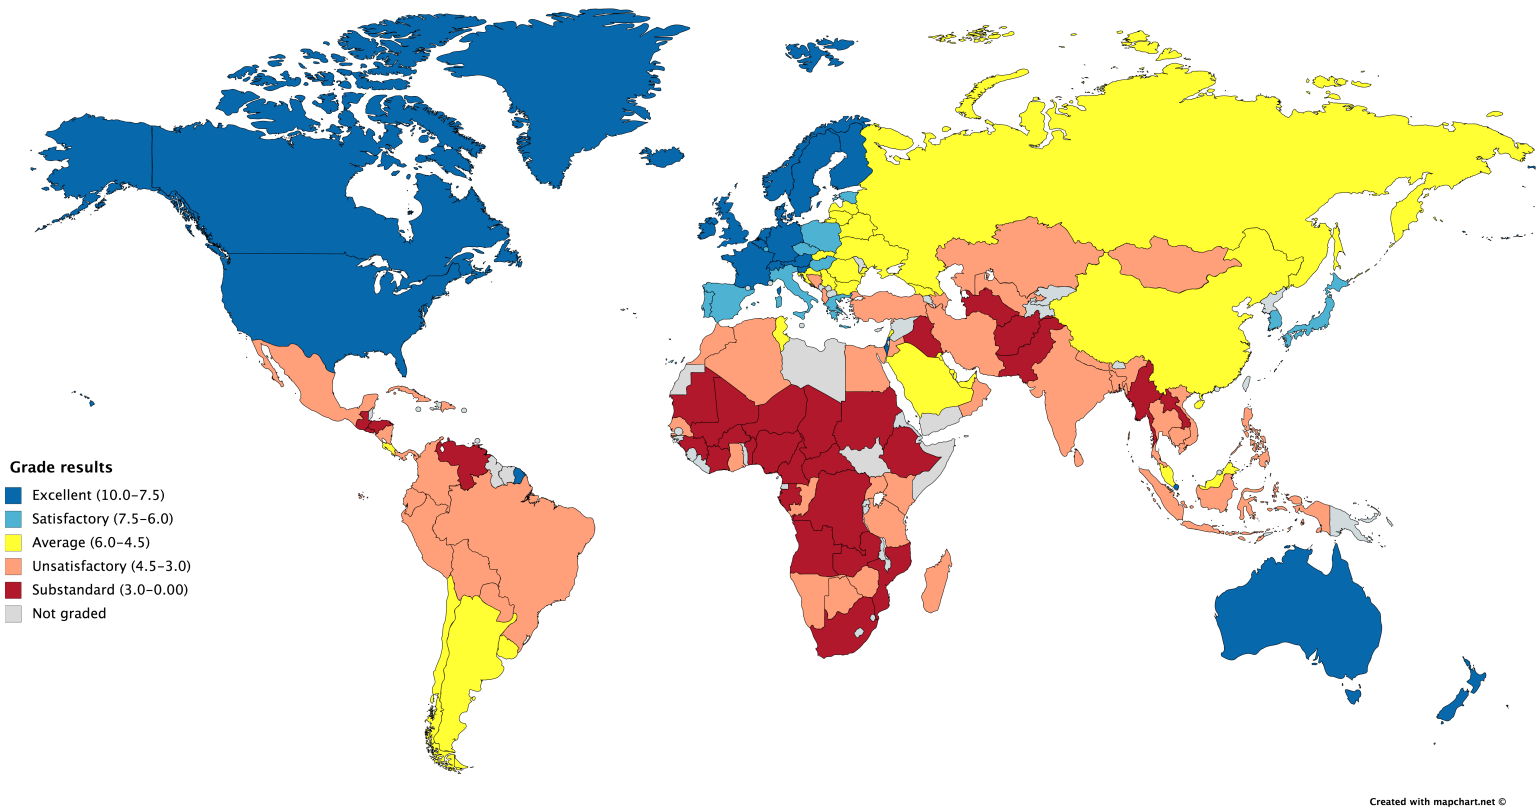 Grade results
Excellent (10.0–7.5)
Satisfactory (7.5–6.0)
Average (6.0–4.5)
Unsatisfactory (4.5–3.0)
Substandard (3.0–0.00)
Not graded
Created with mapchart.net ©